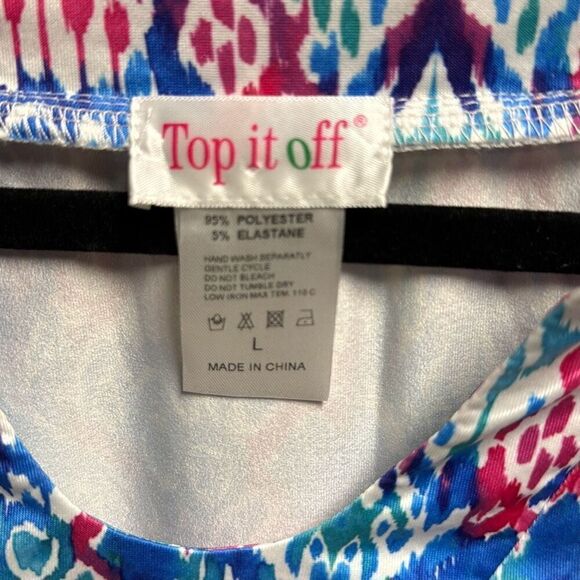 Top it off®
95% POLYESTER
5% ELASTANE
HAND WASH SEPARATLY
GENTLE CYCLE
DO NOT BLEACH
DO NOT TUMBLE DRY
LOW IRON MAX TEM. 110 C
L
MADE IN CHINA